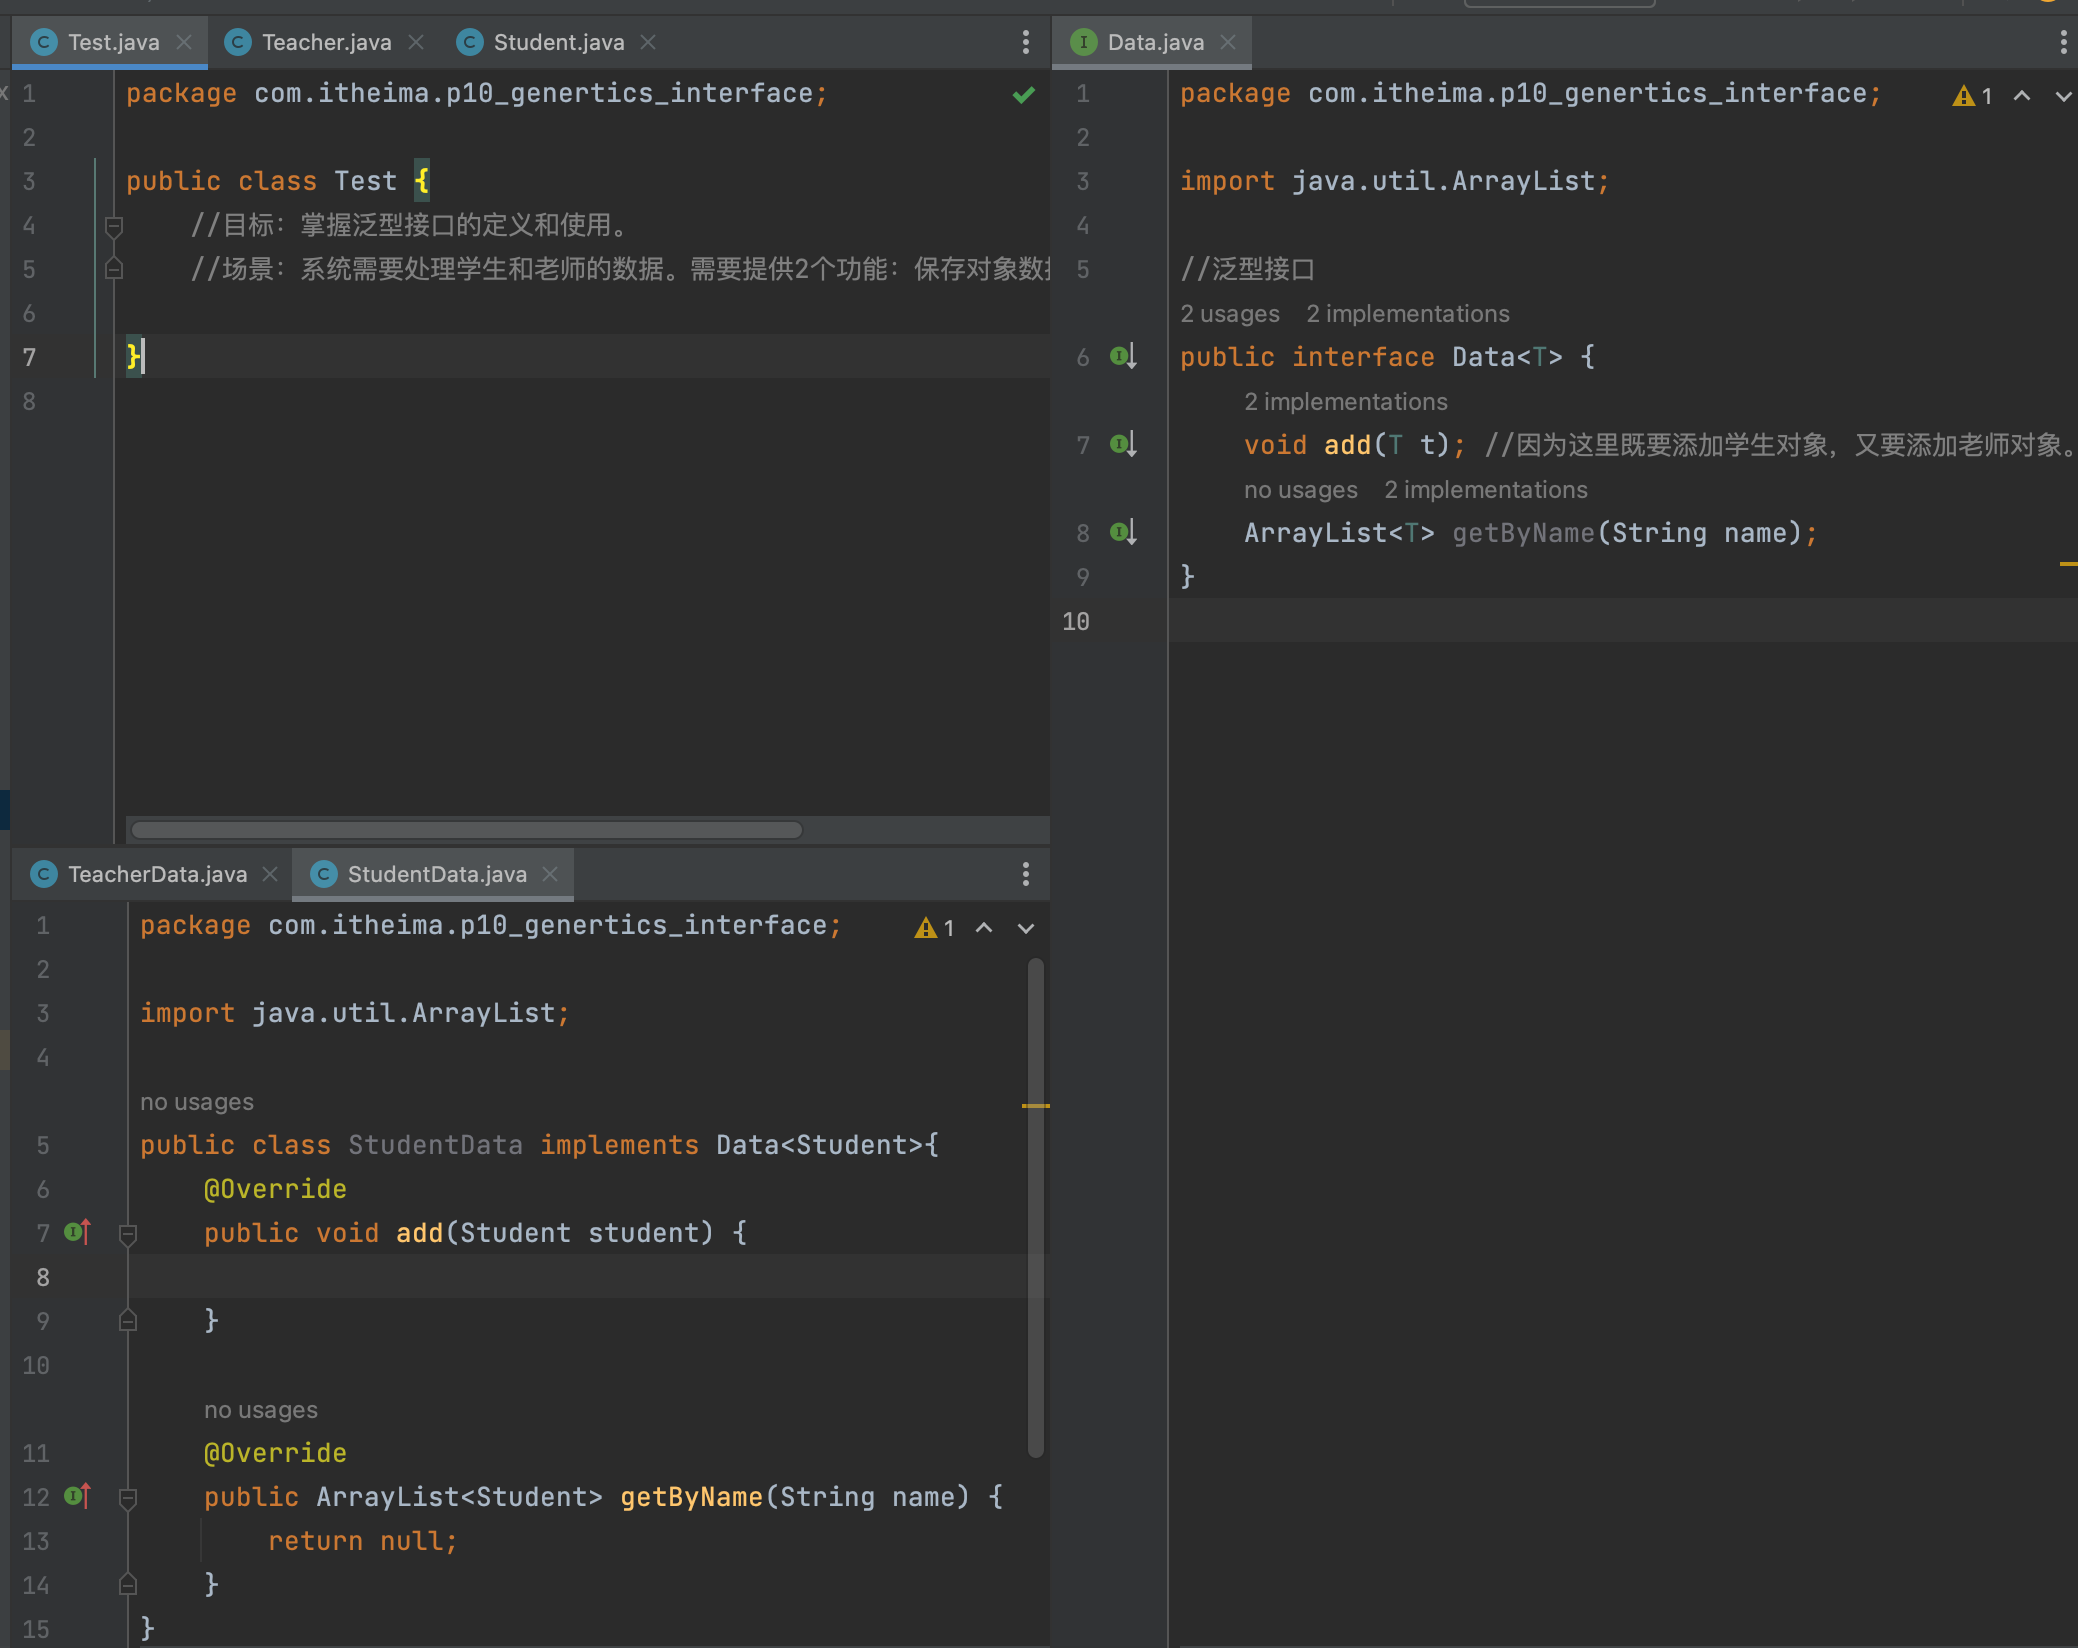 Test.java Teacher.java Student.java
1 package com.itheima.p10_genertics_interface;
2
3 public class Test {
4 //目标：掌握泛型接口的定义和使用。
5 //场景：系统需要处理学生和老师的数据。需要提供2个功能：保存对象数
6
7 }
8
TeacherData.java StudentData.java
1 package com.itheima.p10_genertics_interface; 1
2
3 import java.util.ArrayList;
4
no usages
5 public class StudentData implements Data<Student>{
6 @Override
7 public void add(Student student) {
8
9 }
10
no usages
11 @Override
12 public ArrayList<Student> getByName(String name) {
13 return null;
14 }
15 }
Data.java
1 package com.itheima.p10_genertics_interface; 1
2
3 import java.util.ArrayList;
4
5 //泛型接口
2 usages 2 implementations
6 public interface Data<T> {
2 implementations
7 void add(T t); //因为这里既要添加学生对象，又要添加老师对象。
no usages 2 implementations
8 ArrayList<T> getByName(String name);
9 }
10